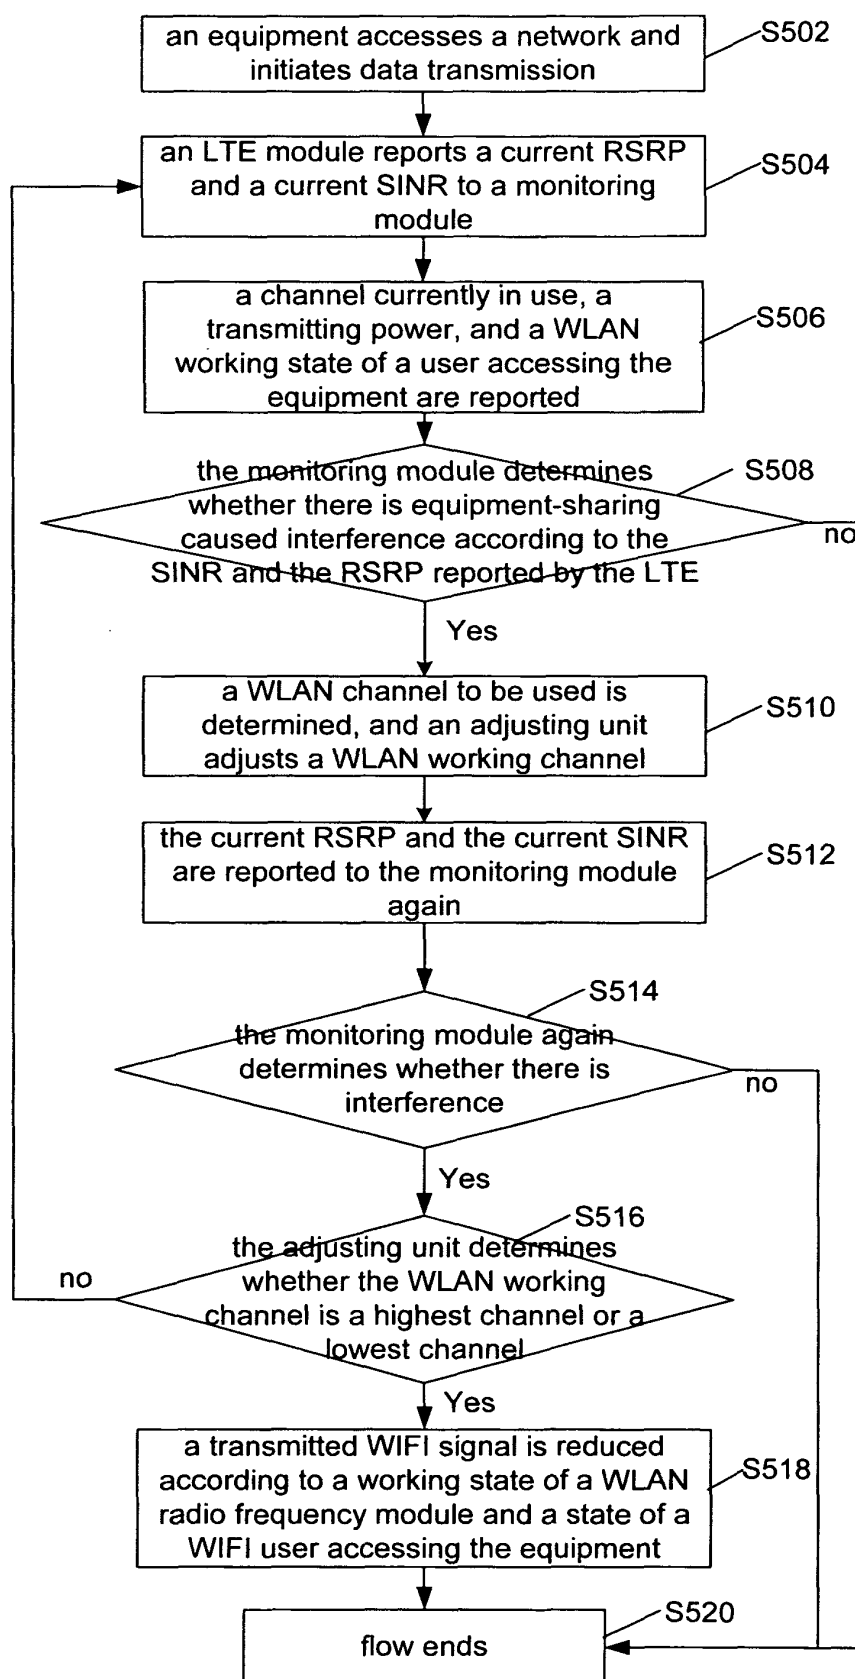 an equipment accesses a network and
initiates data transmission
S502
an LTE module reports a current RSRP
and a current SINR to a monitoring
module
S504
a channel currently in use, a
transmitting power, and a WLAN
working state of a user accessing the
equipment are reported
S506
the monitoring module determines
whether there is equipment-sharing
caused interference according to the
SINR and the RSRP reported by the LTE
S508
no
Yes
a WLAN channel to be used is
determined, and an adjusting unit
adjusts a WLAN working channel
S510
the current RSRP and the current SINR
are reported to the monitoring module
again
S512
the monitoring module again
determines whether there is
interference
S514
no
Yes
the adjusting unit determines
whether the WLAN working
channel is a highest channel or a
lowest channel
S516
no
Yes
a transmitted WIFI signal is reduced
according to a working state of a WLAN
radio frequency module and a state of a
WIFI user accessing the equipment
S518
flow ends
S520